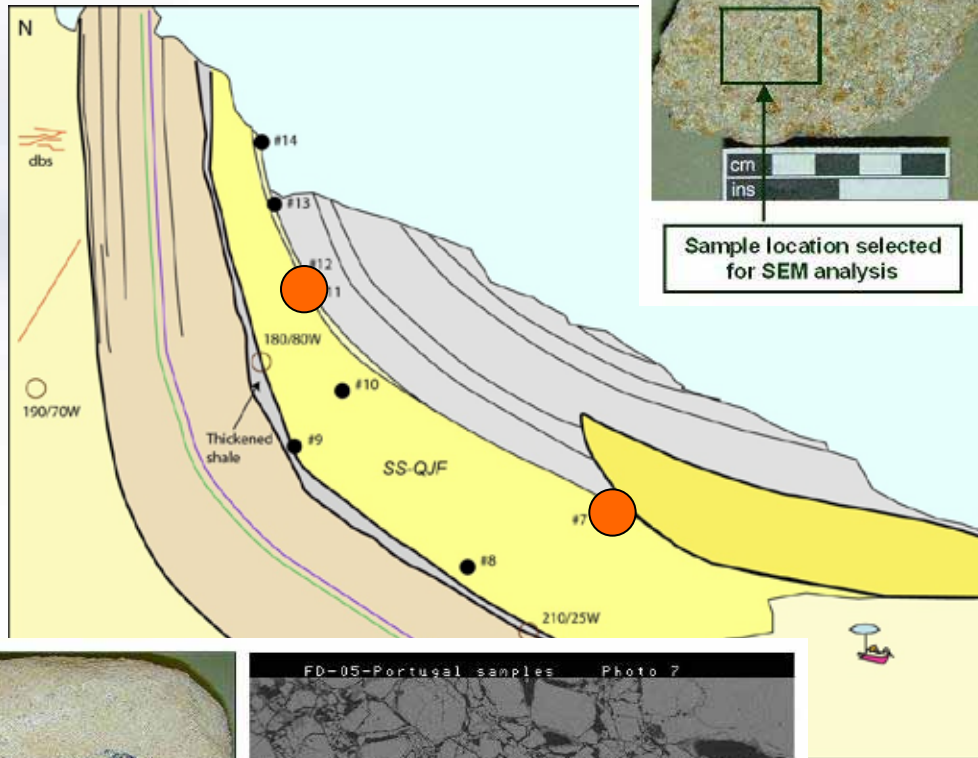 N
dbs
190/70W
#14
#13
#12
11
180/80W
#10
Thickened
shale
#9
SS-QJF
#7
#8
210/25W
cm
ins
Sample location selected
for SEM analysis
FD-05-Portugal samples Photo 7